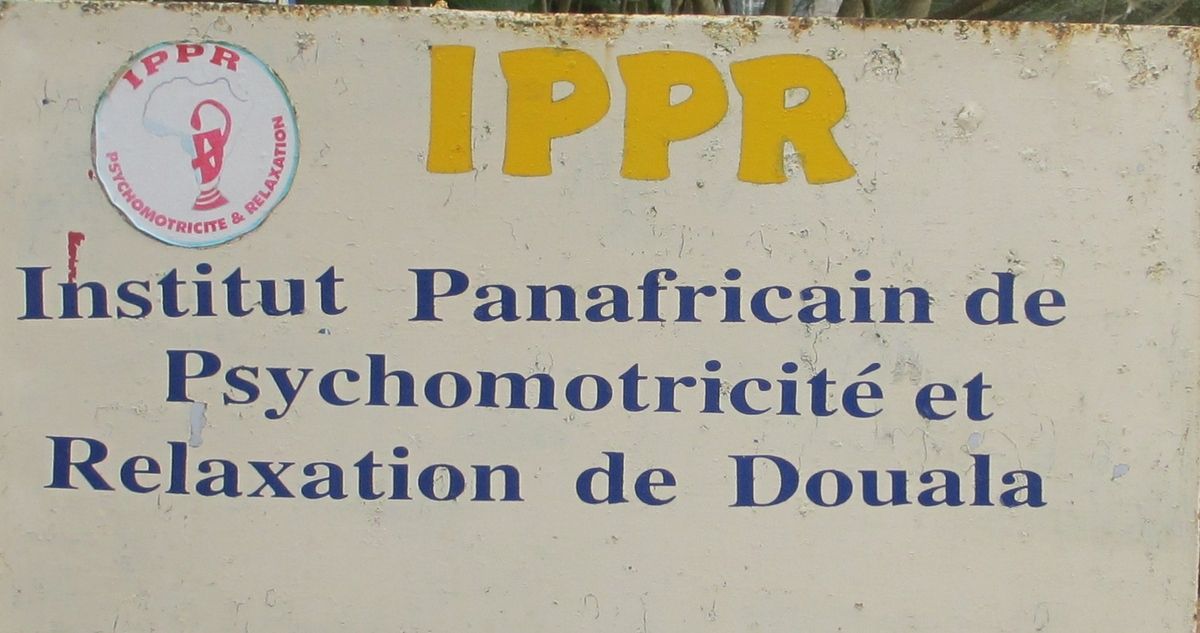 IPPR
PSYCHOMOTRICITE & RELAXATION
IPPR
Institut Panafricain de
Psychomotricité et
Relaxation de Douala